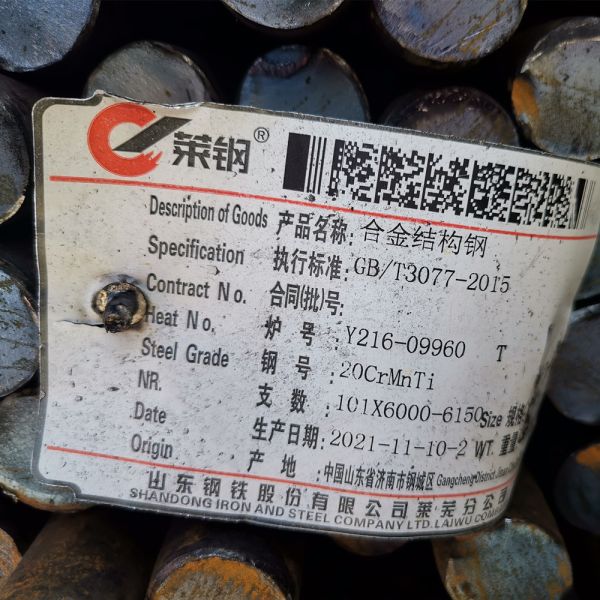 莱钢®
Description of Goods 产品名称: 合金结构钢
Specification 执行标准: GB/T3077-2015
Contract No. 合同(批)号:
Heat No. 炉号: Y216-09960 T
Steel Grade 钢号: 20CrMnTi
NR. 支数: 101X6000-6150 Size 规格
Date 生产日期: 2021-11-10-2 WT. 重量
Origin 产地: 中国山东省济南市钢城区 Gangcheng District
山东钢铁股份有限公司莱芜分公司
SHANDONG IRON AND STEEL COMPANY LTD. LAIWU